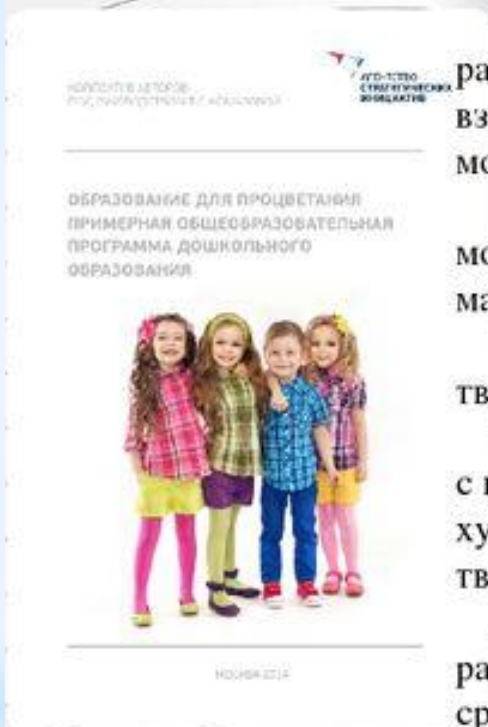 КОЛЛЕКТИВ АВТОРОВ
АГЕНТСТВО
СТРАТЕГИЧЕСКИХ
ИНИЦИАТИВ
ОБРАЗОВАНИЕ ДЛЯ ПРОЦВЕТАНИЯ
ПРИМЕРНАЯ ОБЩЕОБРАЗОВАТЕЛЬНАЯ
ПРОГРАММА ДОШКОЛЬНОГО
ОБРАЗОВАНИЯ
МОСКВА 2014
ра
вз
мо
мо
ма
тв
с
ху
тв
ра
ср